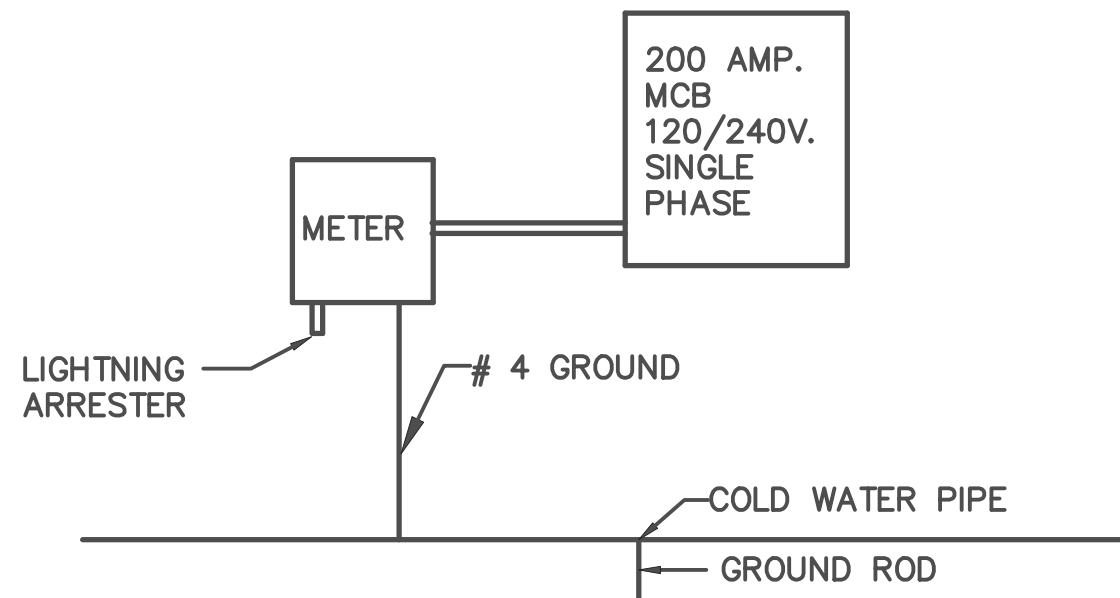 200 AMP.
MCB
120/240V.
SINGLE
PHASE
METER
LIGHTNING
ARRESTER
# 4 GROUND
COLD WATER PIPE
GROUND ROD